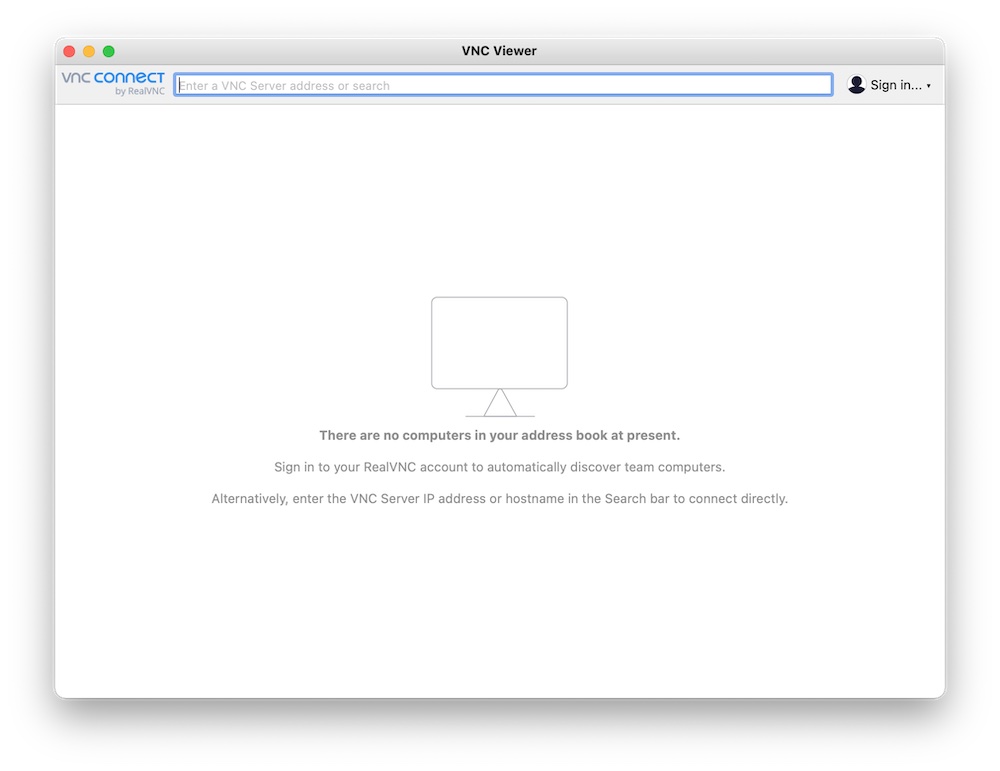 VNC Viewer
vnc connect
by RealVNC
Enter a VNC Server address or search
Sign in...
There are no computers in your address book at present.
Sign in to your RealVNC account to automatically discover team computers.
Alternatively, enter the VNC Server IP address or hostname in the Search bar to connect directly.